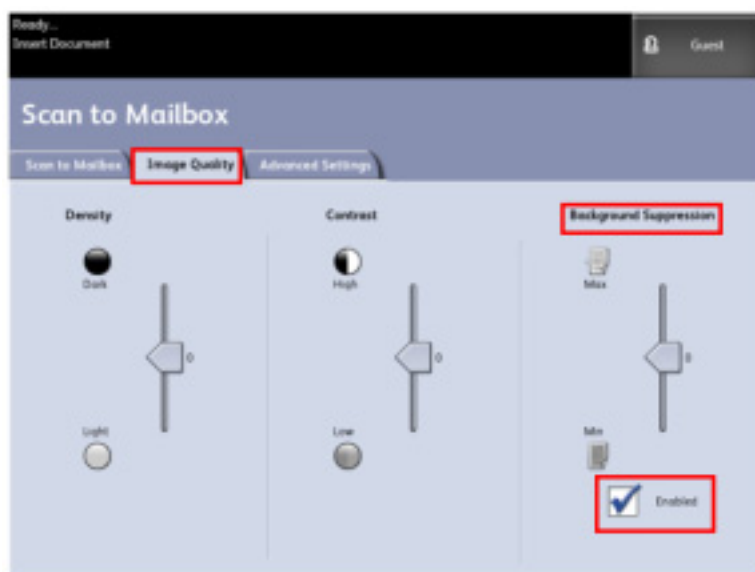 Ready...
Insert Document
Guest
Scan to Mailbox
Scan to Mailbox
Image Quality
Advanced Settings
Density
Dark
0
Light
Contrast
High
0
Low
Background Suppression
Max
0
Min
Enabled